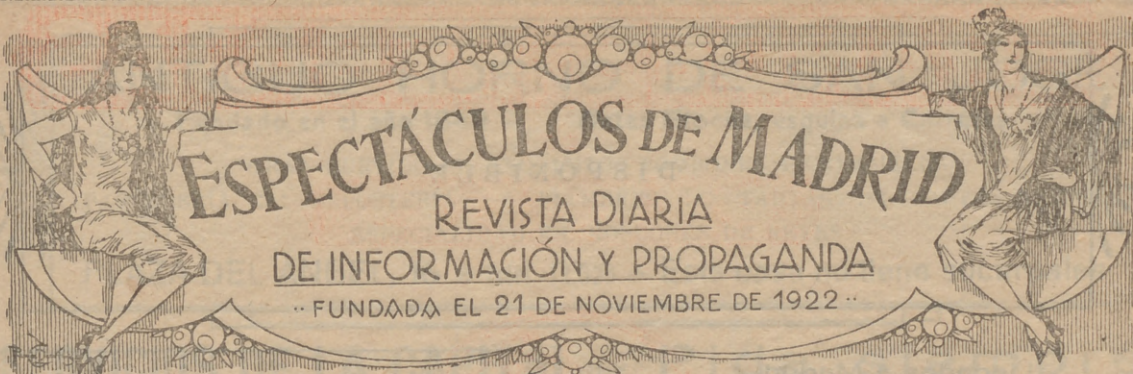 ESPECTÁCULOS DE MADRID
REVISTA DIARIA
DE INFORMACIÓN Y PROPAGANDA
·· FUNDADA EL 21 DE NOVIEMBRE DE 1922 ··